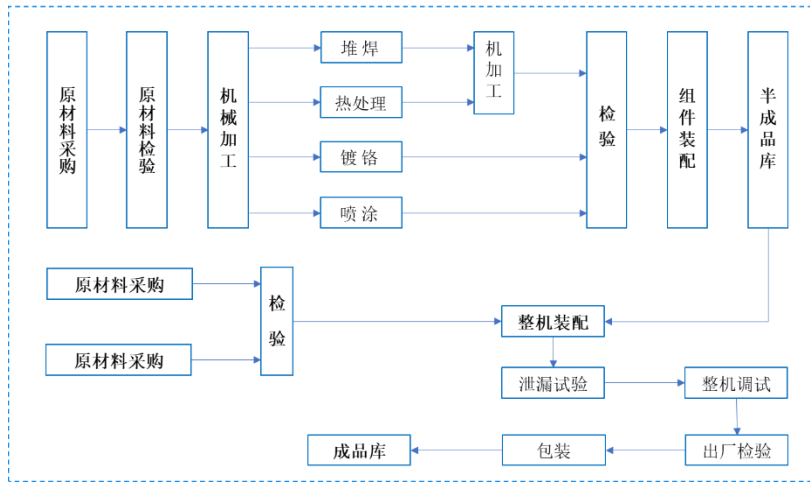 原材料采购
原材料检验
机械加工
堆焊
热处理
镀铬
喷涂
机加工
检验
组件装配
半成品库
原材料采购
原材料采购
检验
整机装配
泄漏试验
整机调试
出厂检验
包装
成品库